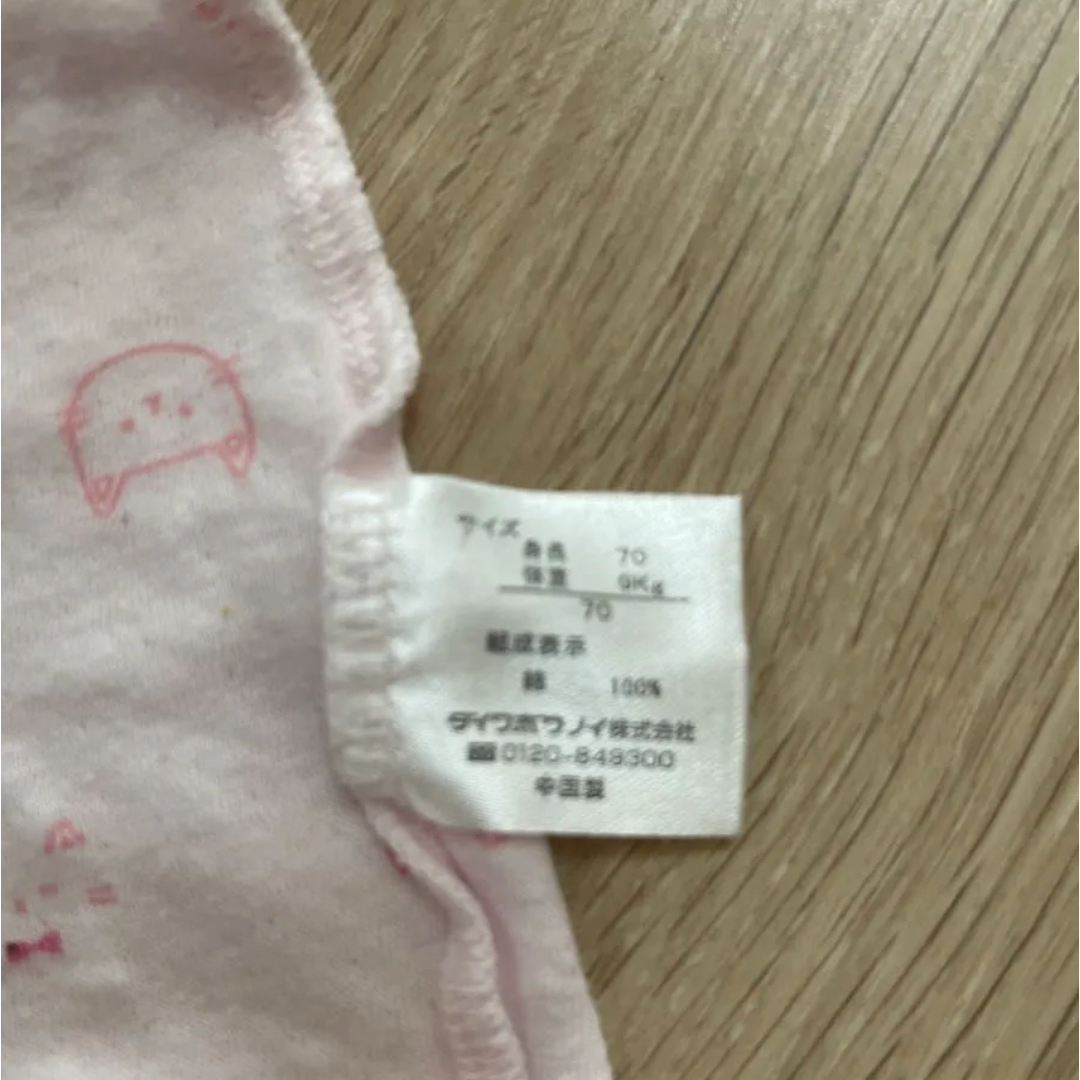 サイズ
身長 70
体重 9Kg
70
組成表示
綿 100%
ダイワボウノイ株式会社
0120-849300
中国製